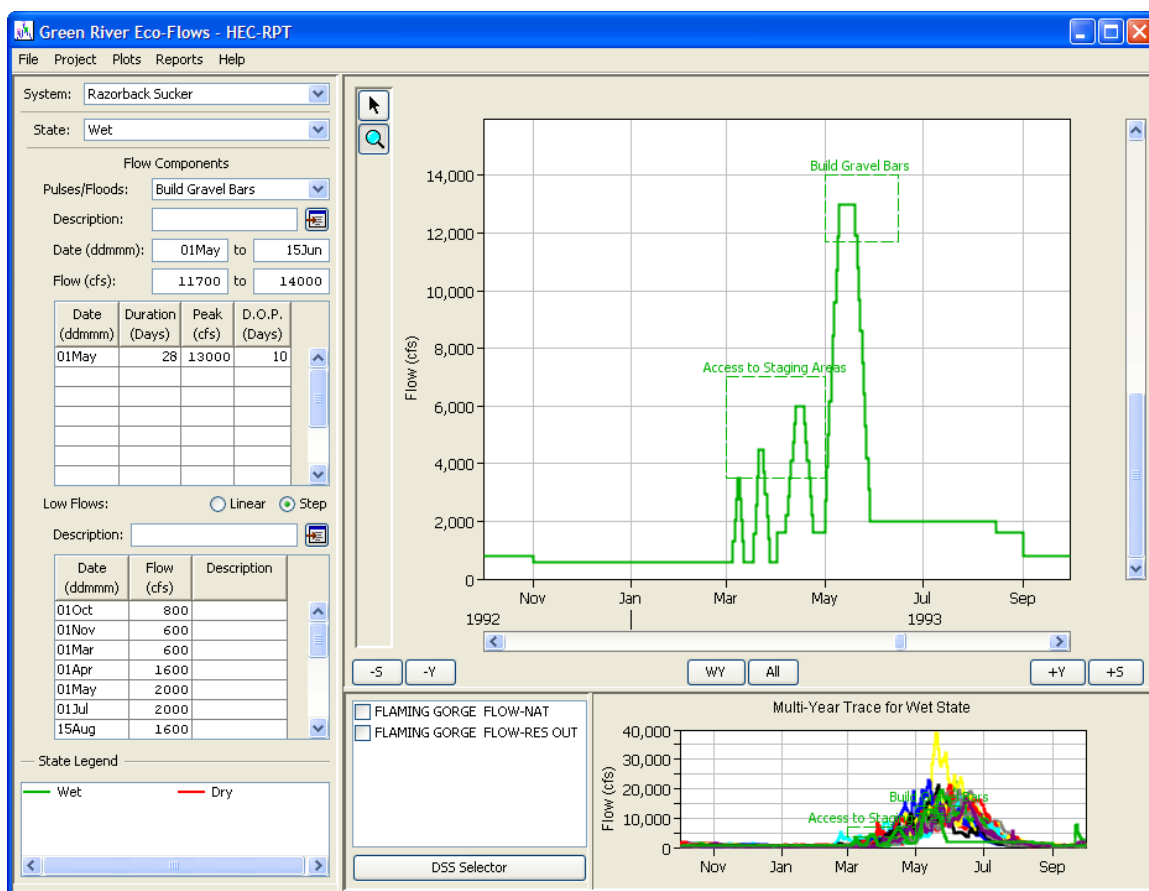 Green River Eco-Flows - HEC-RPT
File Project Plots Reports Help
System: Razorback Sucker
State: Wet
Flow Components
Pulses/Floods: Build Gravel Bars
Description:
Date (ddmmm): 01May to 15Jun
Flow (cfs): 11700 to 14000
Date Duration Peak D.O.P.
(ddmmm) (Days) (cfs) (Days)
01May 28 13000 10
Low Flows: Linear Step
Description:
Date Flow Description
(ddmmm) (cfs)
01Oct 800
01Nov 600
01Mar 600
01Apr 1600
01May 2000
01Jul 2000
15Aug 1600
State Legend
Wet Dry
Build Gravel Bars
14,000
12,000
10,000
8,000
Access to Staging Areas
6,000
4,000
2,000
0
Flow (cfs)
Nov Jan Mar May Jul Sep
1992 1993
-S -Y WY All +Y +S
FLAMING GORGE FLOW-NAT
FLAMING GORGE FLOW-RES OUT
DSS Selector
Multi-Year Trace for Wet State
40,000
30,000
20,000
10,000
0
Flow (cfs)
Nov Jan Mar May Jul Sep